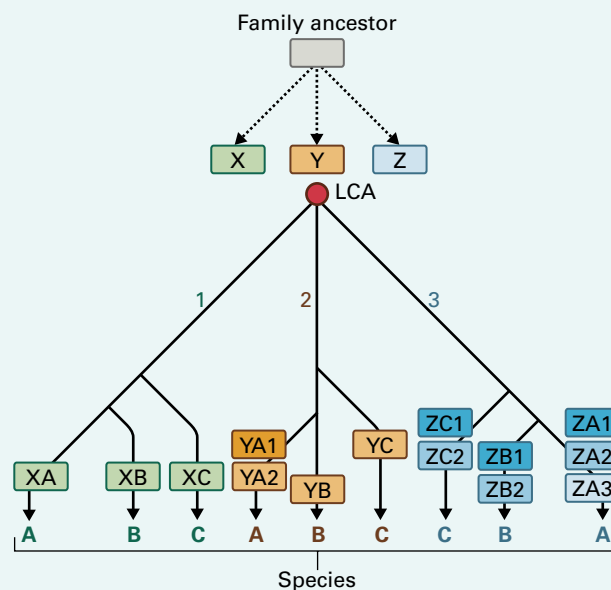 Family ancestor
X Y Z
LCA
1 2 3
ZC1 ZA1
YA1 YC ZC2 ZB1 ZA2
XA XB XC YA2 YB ZB2 ZA3
A B C A B C C B A
Species